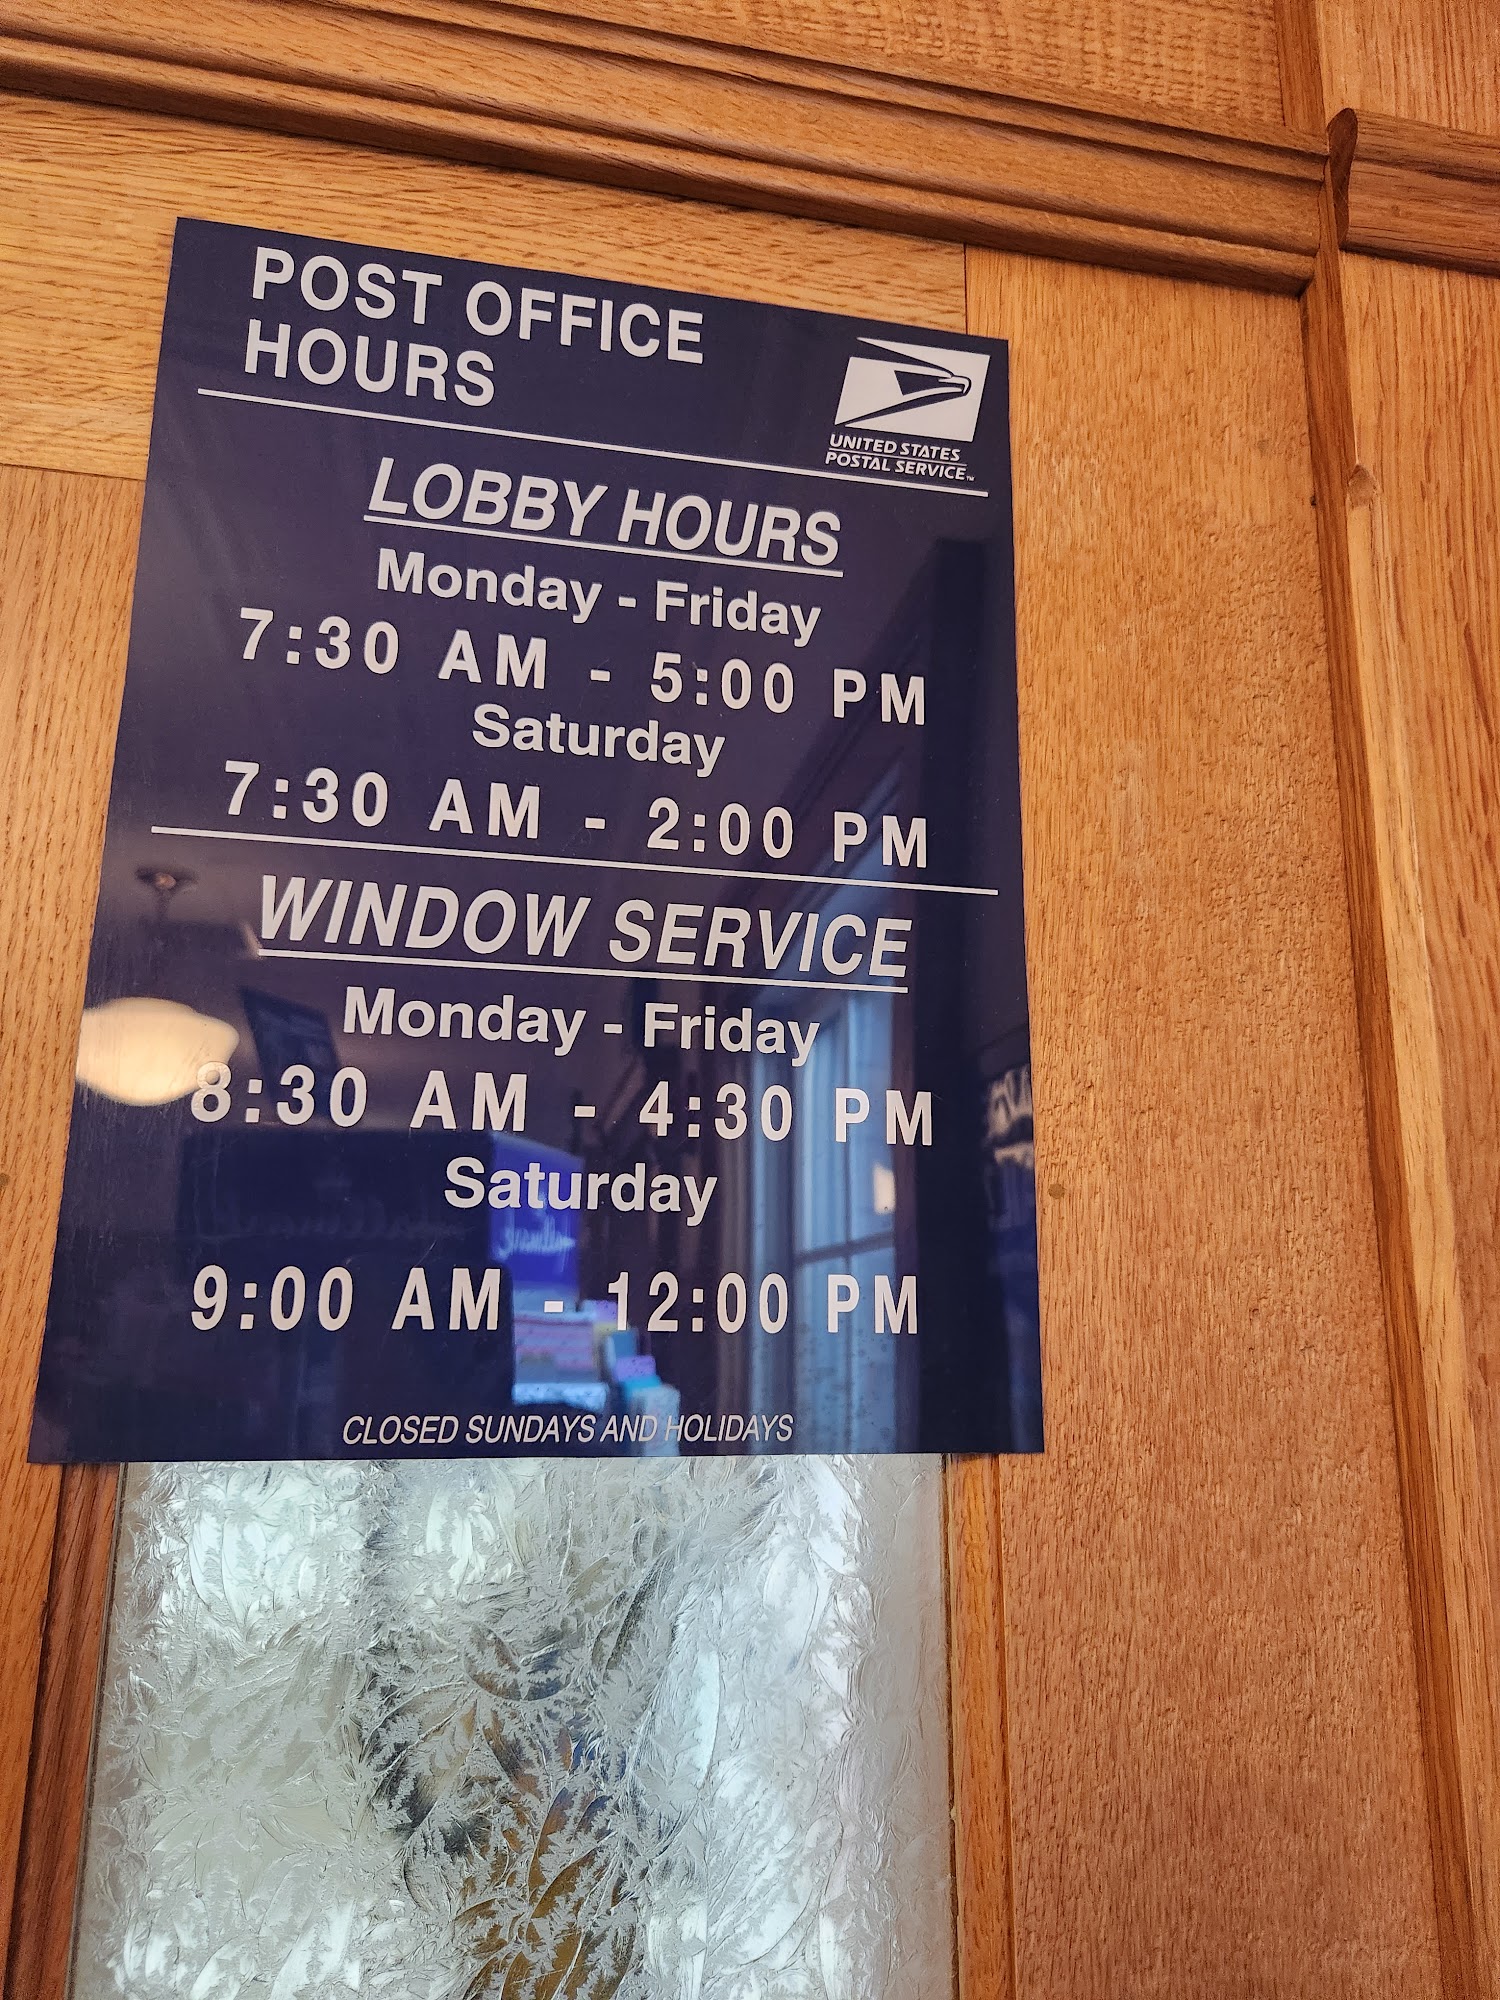 POST OFFICE
HOURS
UNITED STATES
POSTAL SERVICE™
LOBBY HOURS
Monday - Friday
7:30 AM - 5:00 PM
Saturday
7:30 AM - 2:00 PM
WINDOW SERVICE
Monday - Friday
8:30 AM - 4:30 PM
Saturday
9:00 AM - 12:00 PM
CLOSED SUNDAYS AND HOLIDAYS